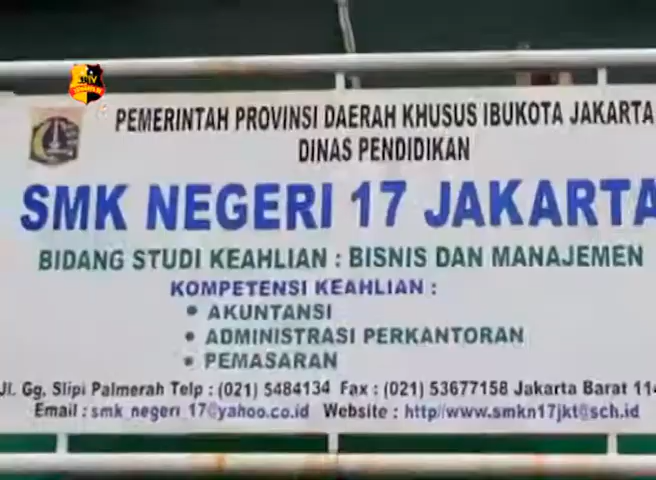 PEMERINTAH PROVINSI DAERAH KHUSUS IBUKOTA JAKARTA
DINAS PENDIDIKAN
SMK NEGERI 17 JAKARTA
BIDANG STUDI KEAHLIAN : BISNIS DAN MANAJEMEN
KOMPETENSI KEAHLIAN :
• AKUNTANSI
• ADMINISTRASI PERKANTORAN
• PEMASARAN
Jl. Gg. Slipi Palmerah Telp : (021) 5484134 Fax : (021) 53677158 Jakarta Barat
Email : smk_negeri_17@yahoo.co.id Website : http//www.smkn17jkt@sch.id